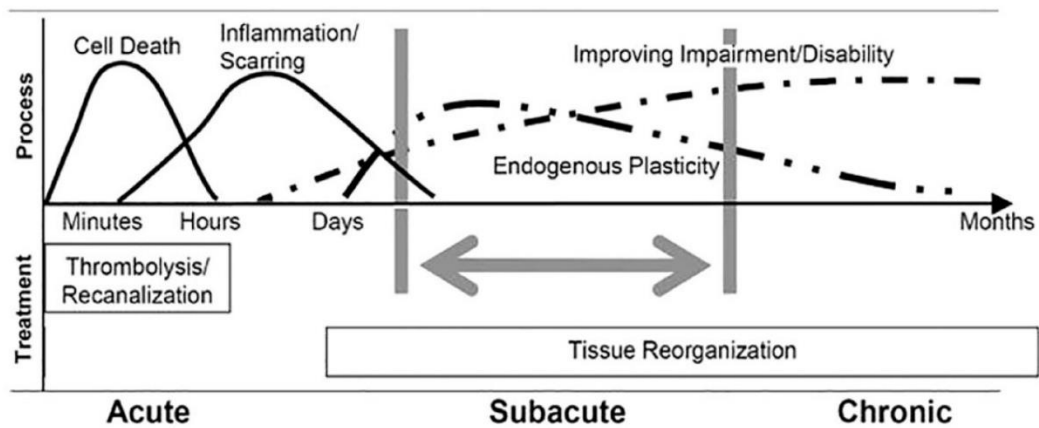 Process
Cell Death
Inflammation/
Scarring
Improving Impairment/Disability
Endogenous Plasticity
Minutes
Hours
Days
Months
Treatment
Thrombolysis/
Recanalization
Tissue Reorganization
Acute
Subacute
Chronic